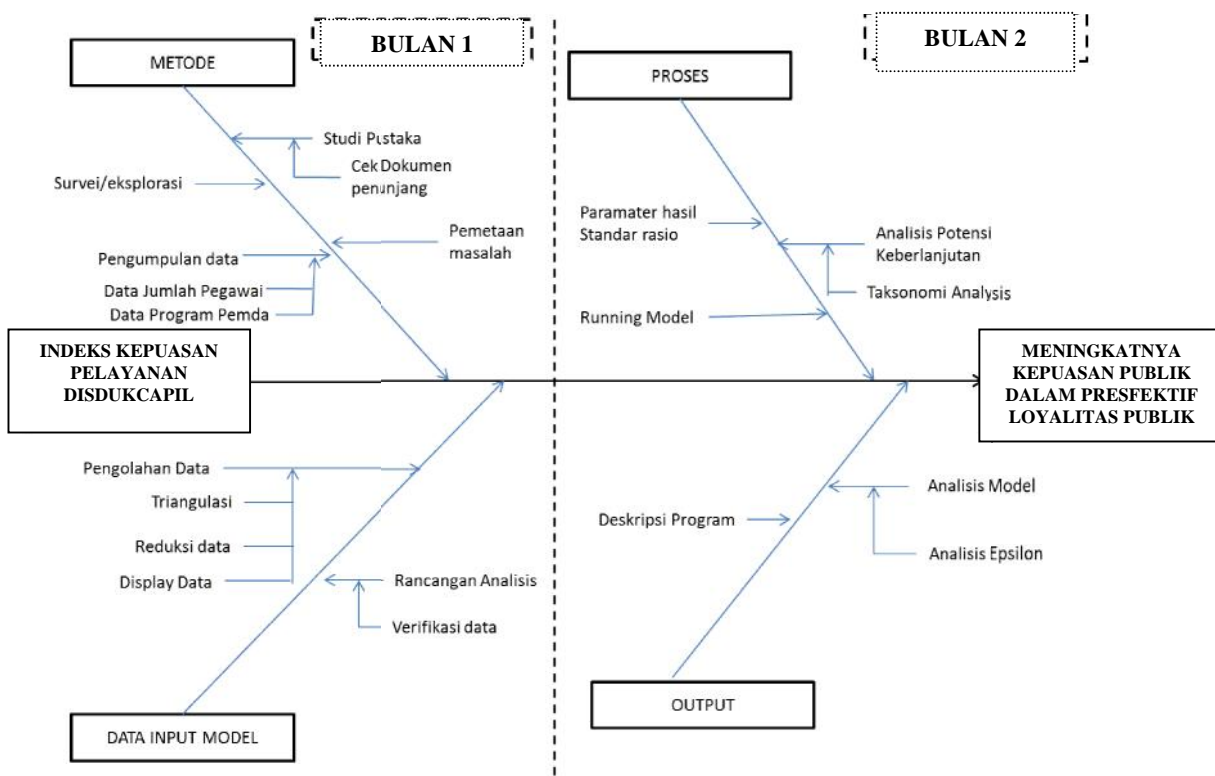 BULAN 1
METODE
Studi Pustaka
Cek Dokumen
penunjang
Survei/eksplorasi
Pemetaan
masalah
Pengumpulan data
Data Jumlah Pegawai
Data Program Pemda
INDEKS KEPUASAN
PELAYANAN
DISDUKCAPIL
Pengolahan Data
Triangulasi
Reduksi data
Display Data
Rancangan Analisis
Verifikasi data
DATA INPUT MODEL
BULAN 2
PROSES
Paramater hasil
Standar rasio
Analisis Potensi
Keberlanjutan
Taksonomi Analysis
Running Model
MENINGKATNYA
KEPUASAN PUBLIK
DALAM PRESFEKTIF
LOYALITAS PUBLIK
Analisis Model
Deskripsi Program
Analisis Epsilon
OUTPUT